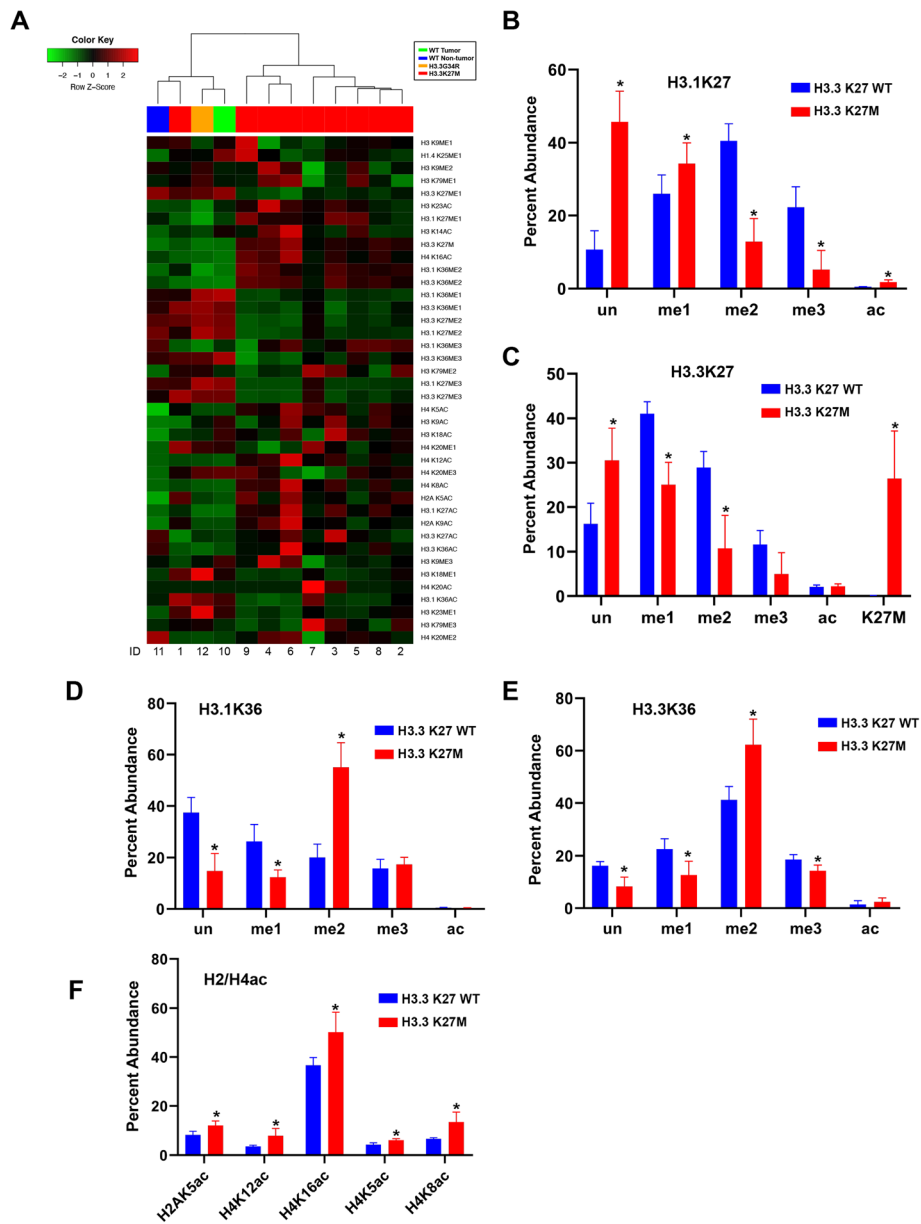 A
Color Key
−2 −1 0 1 2
Row Z−Score
WT Tumor
WT Non-tumor
H3.3G34R
H3.3K27M
H3 K9ME1
H1.4 K25ME1
H3 K9ME2
H3 K79ME1
H3.3 K27ME1
H3 K23AC
H3.1 K27ME1
H3 K14AC
H3.3 K27M
H4 K16AC
H3.1 K36ME2
H3.3 K36ME2
H3.1 K36ME1
H3.3 K36ME1
H3.3 K27ME2
H3.1 K27ME2
H3.1 K36ME3
H3.3 K36ME3
H3 K79ME2
H3.1 K27ME3
H3.3 K27ME3
H4 K5AC
H3 K9AC
H3 K18AC
H4 K20ME1
H4 K12AC
H4 K20ME3
H4 K8AC
H2A K5AC
H3.1 K27AC
H2A K9AC
H3.3 K27AC
H3.3 K36AC
H3 K9ME3
H3 K18ME1
H4 K20AC
H3.1 K36AC
H3 K23ME1
H3 K79ME3
H4 K20ME2
ID 11 1 12 10 9 4 6 7 3 5 8 2
B
H3.1K27
H3.3 K27 WT
H3.3 K27M
Percent Abundance
60
40
20
0
* * * * *
un me1 me2 me3 ac
C
H3.3K27
H3.3 K27 WT
H3.3 K27M
Percent Abundance
50
40
30
20
10
0
* * * *
un me1 me2 me3 ac K27M
D
H3.1K36
H3.3 K27 WT
H3.3 K27M
Percent Abundance
80
60
40
20
0
* * *
un me1 me2 me3 ac
E
H3.3K36
H3.3 K27 WT
H3.3 K27M
Percent Abundance
80
60
40
20
0
* * * *
un me1 me2 me3 ac
F
H2/H4ac
H3.3 K27 WT
H3.3 K27M
Percent Abundance
80
60
40
20
0
* * * * *
H2AK5ac H4K12ac H4K16ac H4K5ac H4K8ac